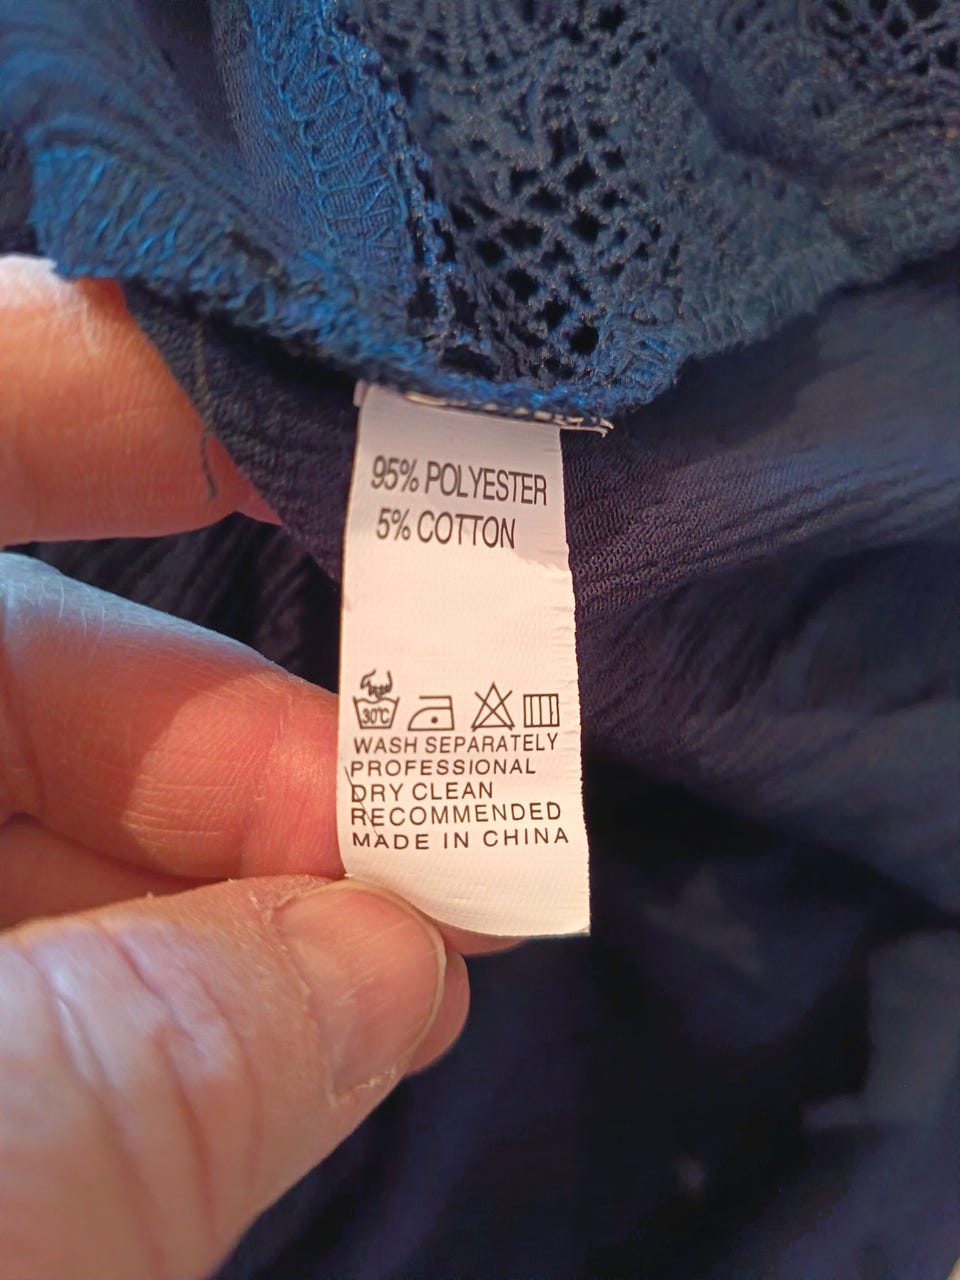 95% POLYESTER
5% COTTON
30°C
WASH SEPARATELY
PROFESSIONAL
DRY CLEAN
RECOMMENDED
MADE IN CHINA